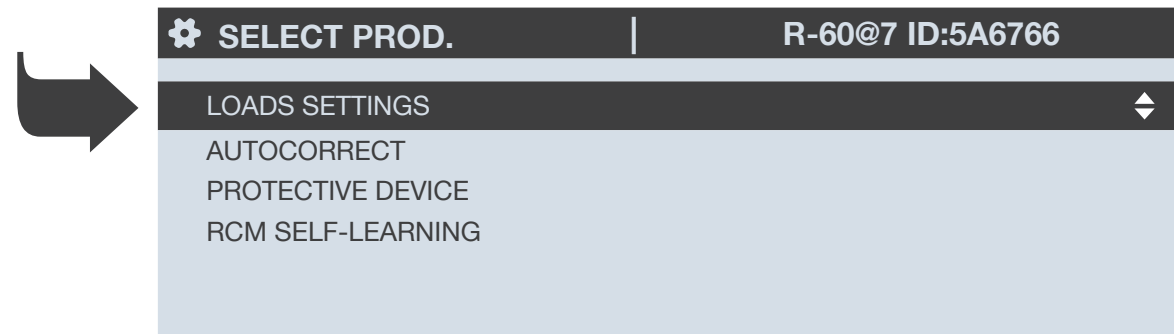 SELECT PROD. | R-60@7 ID:5A6766
LOADS SETTINGS
AUTOCORRECT
PROTECTIVE DEVICE
RCM SELF-LEARNING